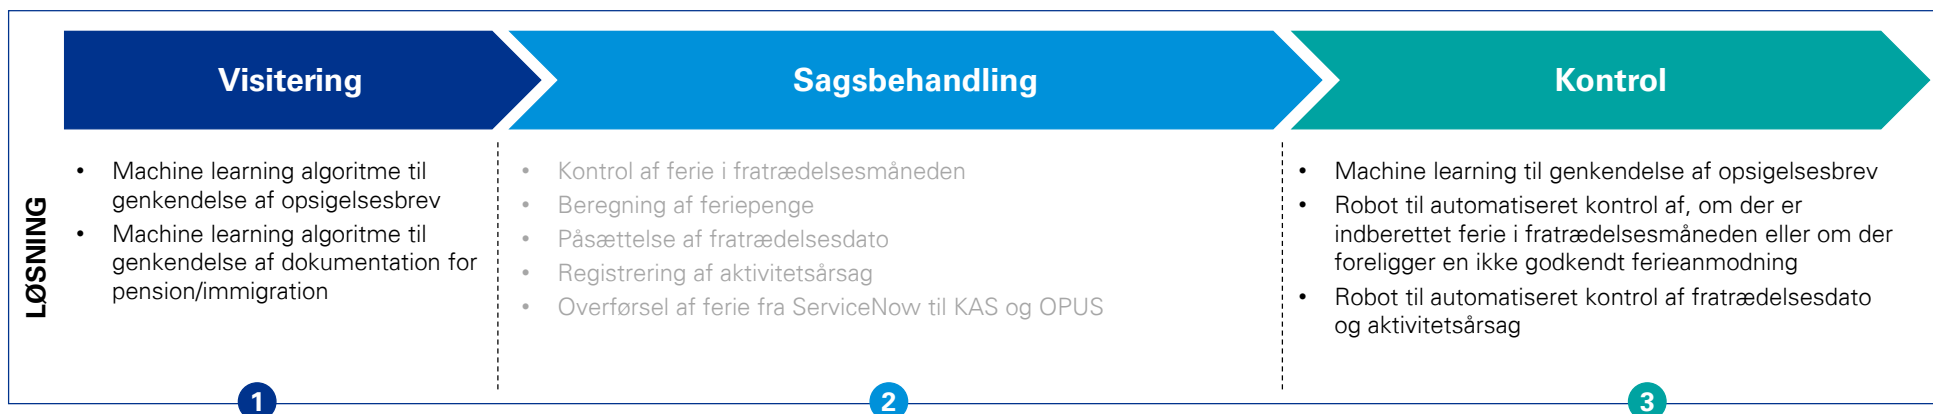 Visitering
Sagsbehandling
Kontrol
LØSNING
• Machine learning algoritme til
genkendelse af opsigelsesbrev
• Machine learning algoritme til
genkendelse af dokumentation for
pension/immigration
• Kontrol af ferie i fratrædelsesmåneden
• Beregning af feriepenge
• Påsættelse af fratrædelsesdato
• Registrering af aktivitetsårsag
• Overførsel af ferie fra ServiceNow til KAS og OPUS
• Machine learning til genkendelse af opsigelsesbrev
• Robot til automatiseret kontrol af, om der er
indberettet ferie i fratrædelsesmåneden eller om der
foreligger en ikke godkendt ferieanmodning
• Robot til automatiseret kontrol af fratrædelsesdato
og aktivitetsårsag
1
2
3